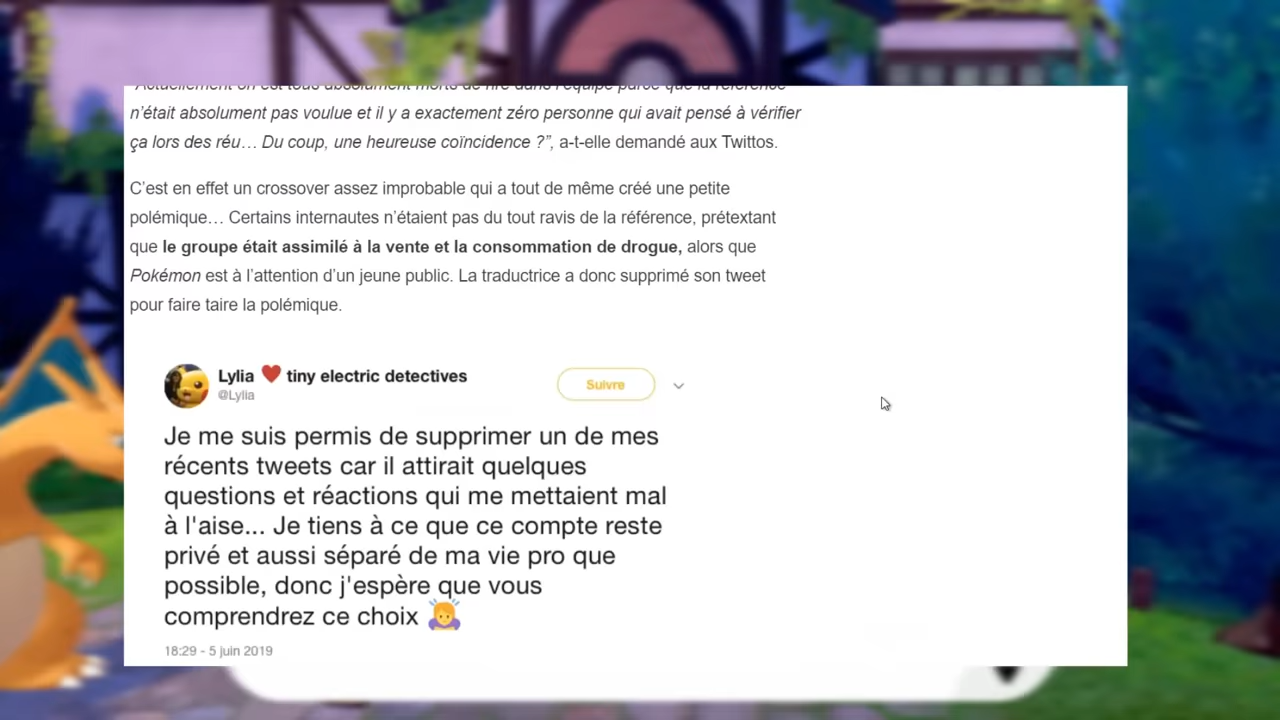 "Actuellement on est tous absolument morts de rire dans l'équipe parce que la référence
n'était absolument pas voulue et il y a exactement zéro personne qui avait pensé à vérifier
ça lors des réu… Du coup, une heureuse coïncidence ?", a-t-elle demandé aux Twittos.
C'est en effet un crossover assez improbable qui a tout de même créé une petite
polémique… Certains internautes n'étaient pas du tout ravis de la référence, prétextant
que le groupe était assimilé à la vente et la consommation de drogue, alors que
Pokémon est à l'attention d'un jeune public. La traductrice a donc supprimé son tweet
pour faire taire la polémique.
Lylia ❤️ tiny electric detectives
@Lylia
Suivre
Je me suis permis de supprimer un de mes
récents tweets car il attirait quelques
questions et réactions qui me mettaient mal
à l'aise... Je tiens à ce que ce compte reste
privé et aussi séparé de ma vie pro que
possible, donc j'espère que vous
comprendrez ce choix 🙇
18:29 - 5 juin 2019